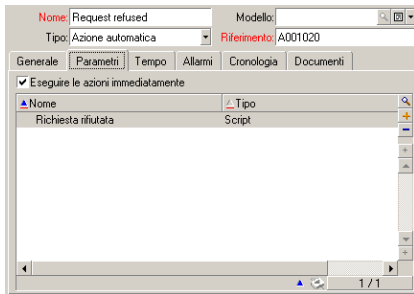 Nome: Request refused Modello:
Tipo: Azione automatica Riferimento: A001020
Generale Parametri Tempo Allarmi Cronologia Documenti
Eseguire le azioni immediatamente
Nome Tipo
Richiesta rifiutata Script
1 / 1